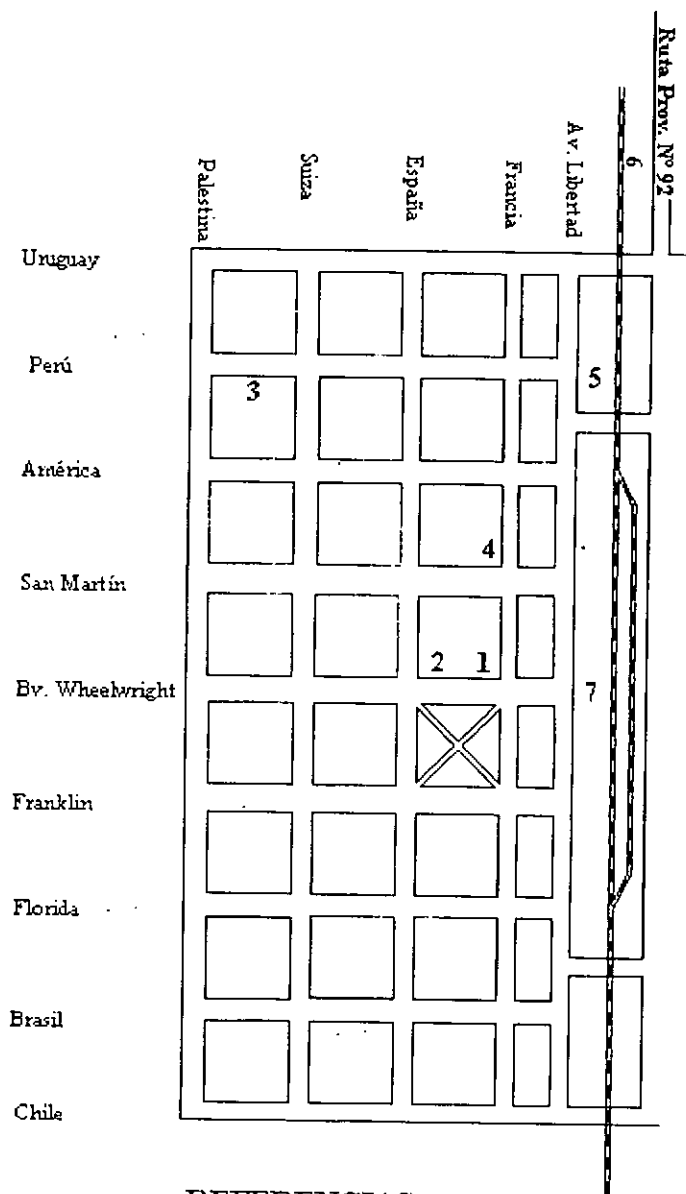 Ruta Prov. Nº 92
6
Av. Libertad
Francia
España
Suiza
Palestina
Uruguay
Perú
3
5
América
4
San Martín
2 1
Bv. Wheelwright
7
Franklin
Florida
Brasil
Chile
REFERENCIAS